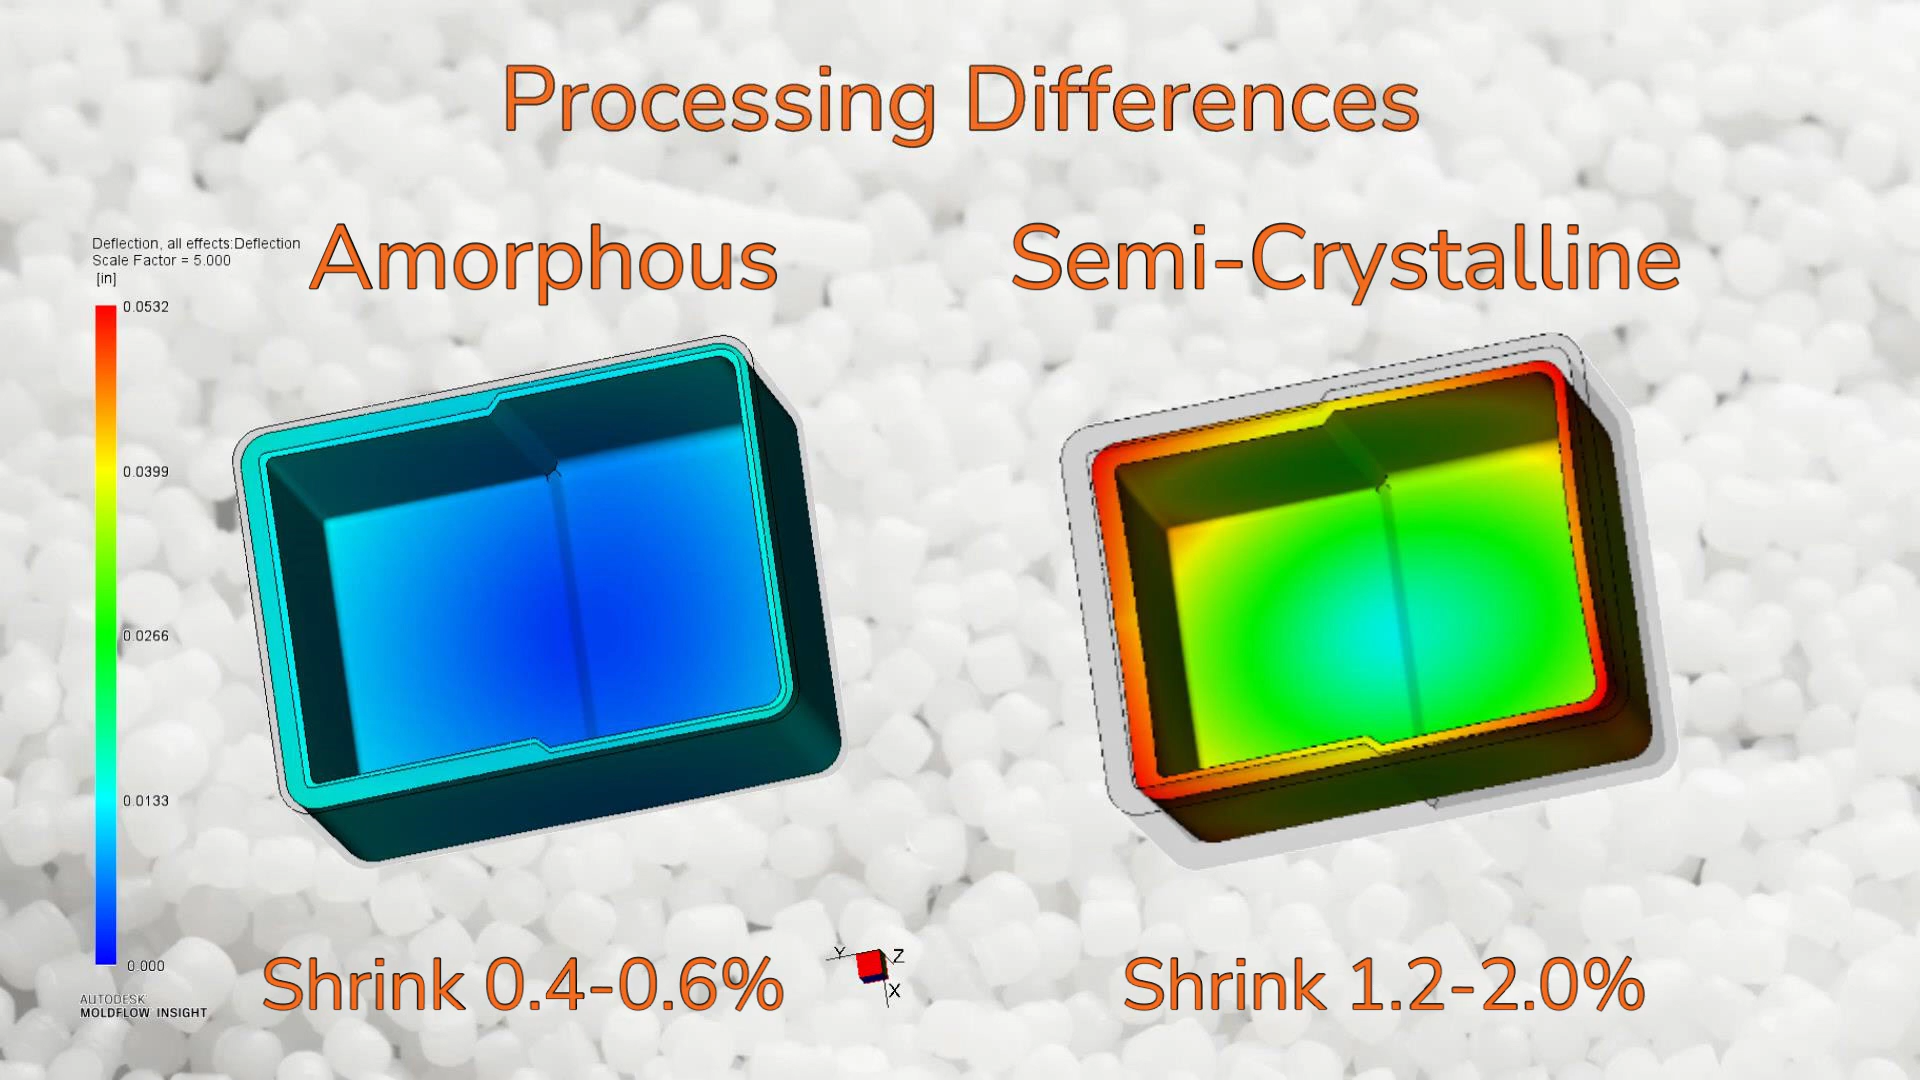 Processing Differences
Amorphous
Semi-Crystalline
Deflection, all effects:Deflection
Scale Factor = 5.000
[in]
0.0532
0.0399
0.0266
0.0133
0.000
AUTODESK
MOLDFLOW INSIGHT
Shrink 0.4-0.6%
Y
Z
X
Shrink 1.2-2.0%